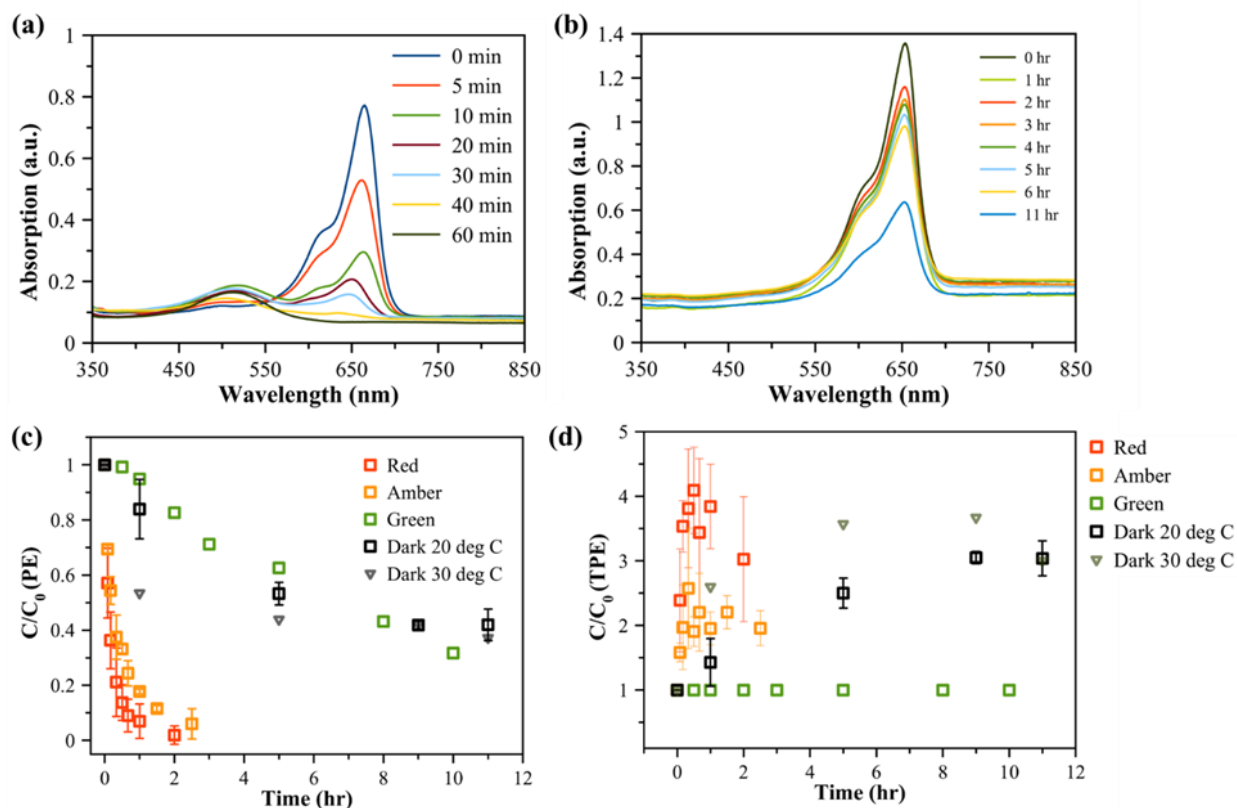 (a)
Absorption (a.u.)
1
0.8
0.6
0.4
0.2
0
350 450 550 650 750 850
Wavelength (nm)
0 min
5 min
10 min
20 min
30 min
40 min
60 min
(b)
Absorption (a.u.)
1.4
1.2
1.0
0.8
0.6
0.4
0.2
0
350 450 550 650 750 850
Wavelength (nm)
0 hr
1 hr
2 hr
3 hr
4 hr
5 hr
6 hr
11 hr
(c)
C/C0 (PE)
1
0.8
0.6
0.4
0.2
0
0 2 4 6 8 10 12
Time (hr)
Red
Amber
Green
Dark 20 deg C
Dark 30 deg C
(d)
C/C0 (TPE)
5
4
3
2
1
0
0 2 4 6 8 10 12
Time (hr)
Red
Amber
Green
Dark 20 deg C
Dark 30 deg C